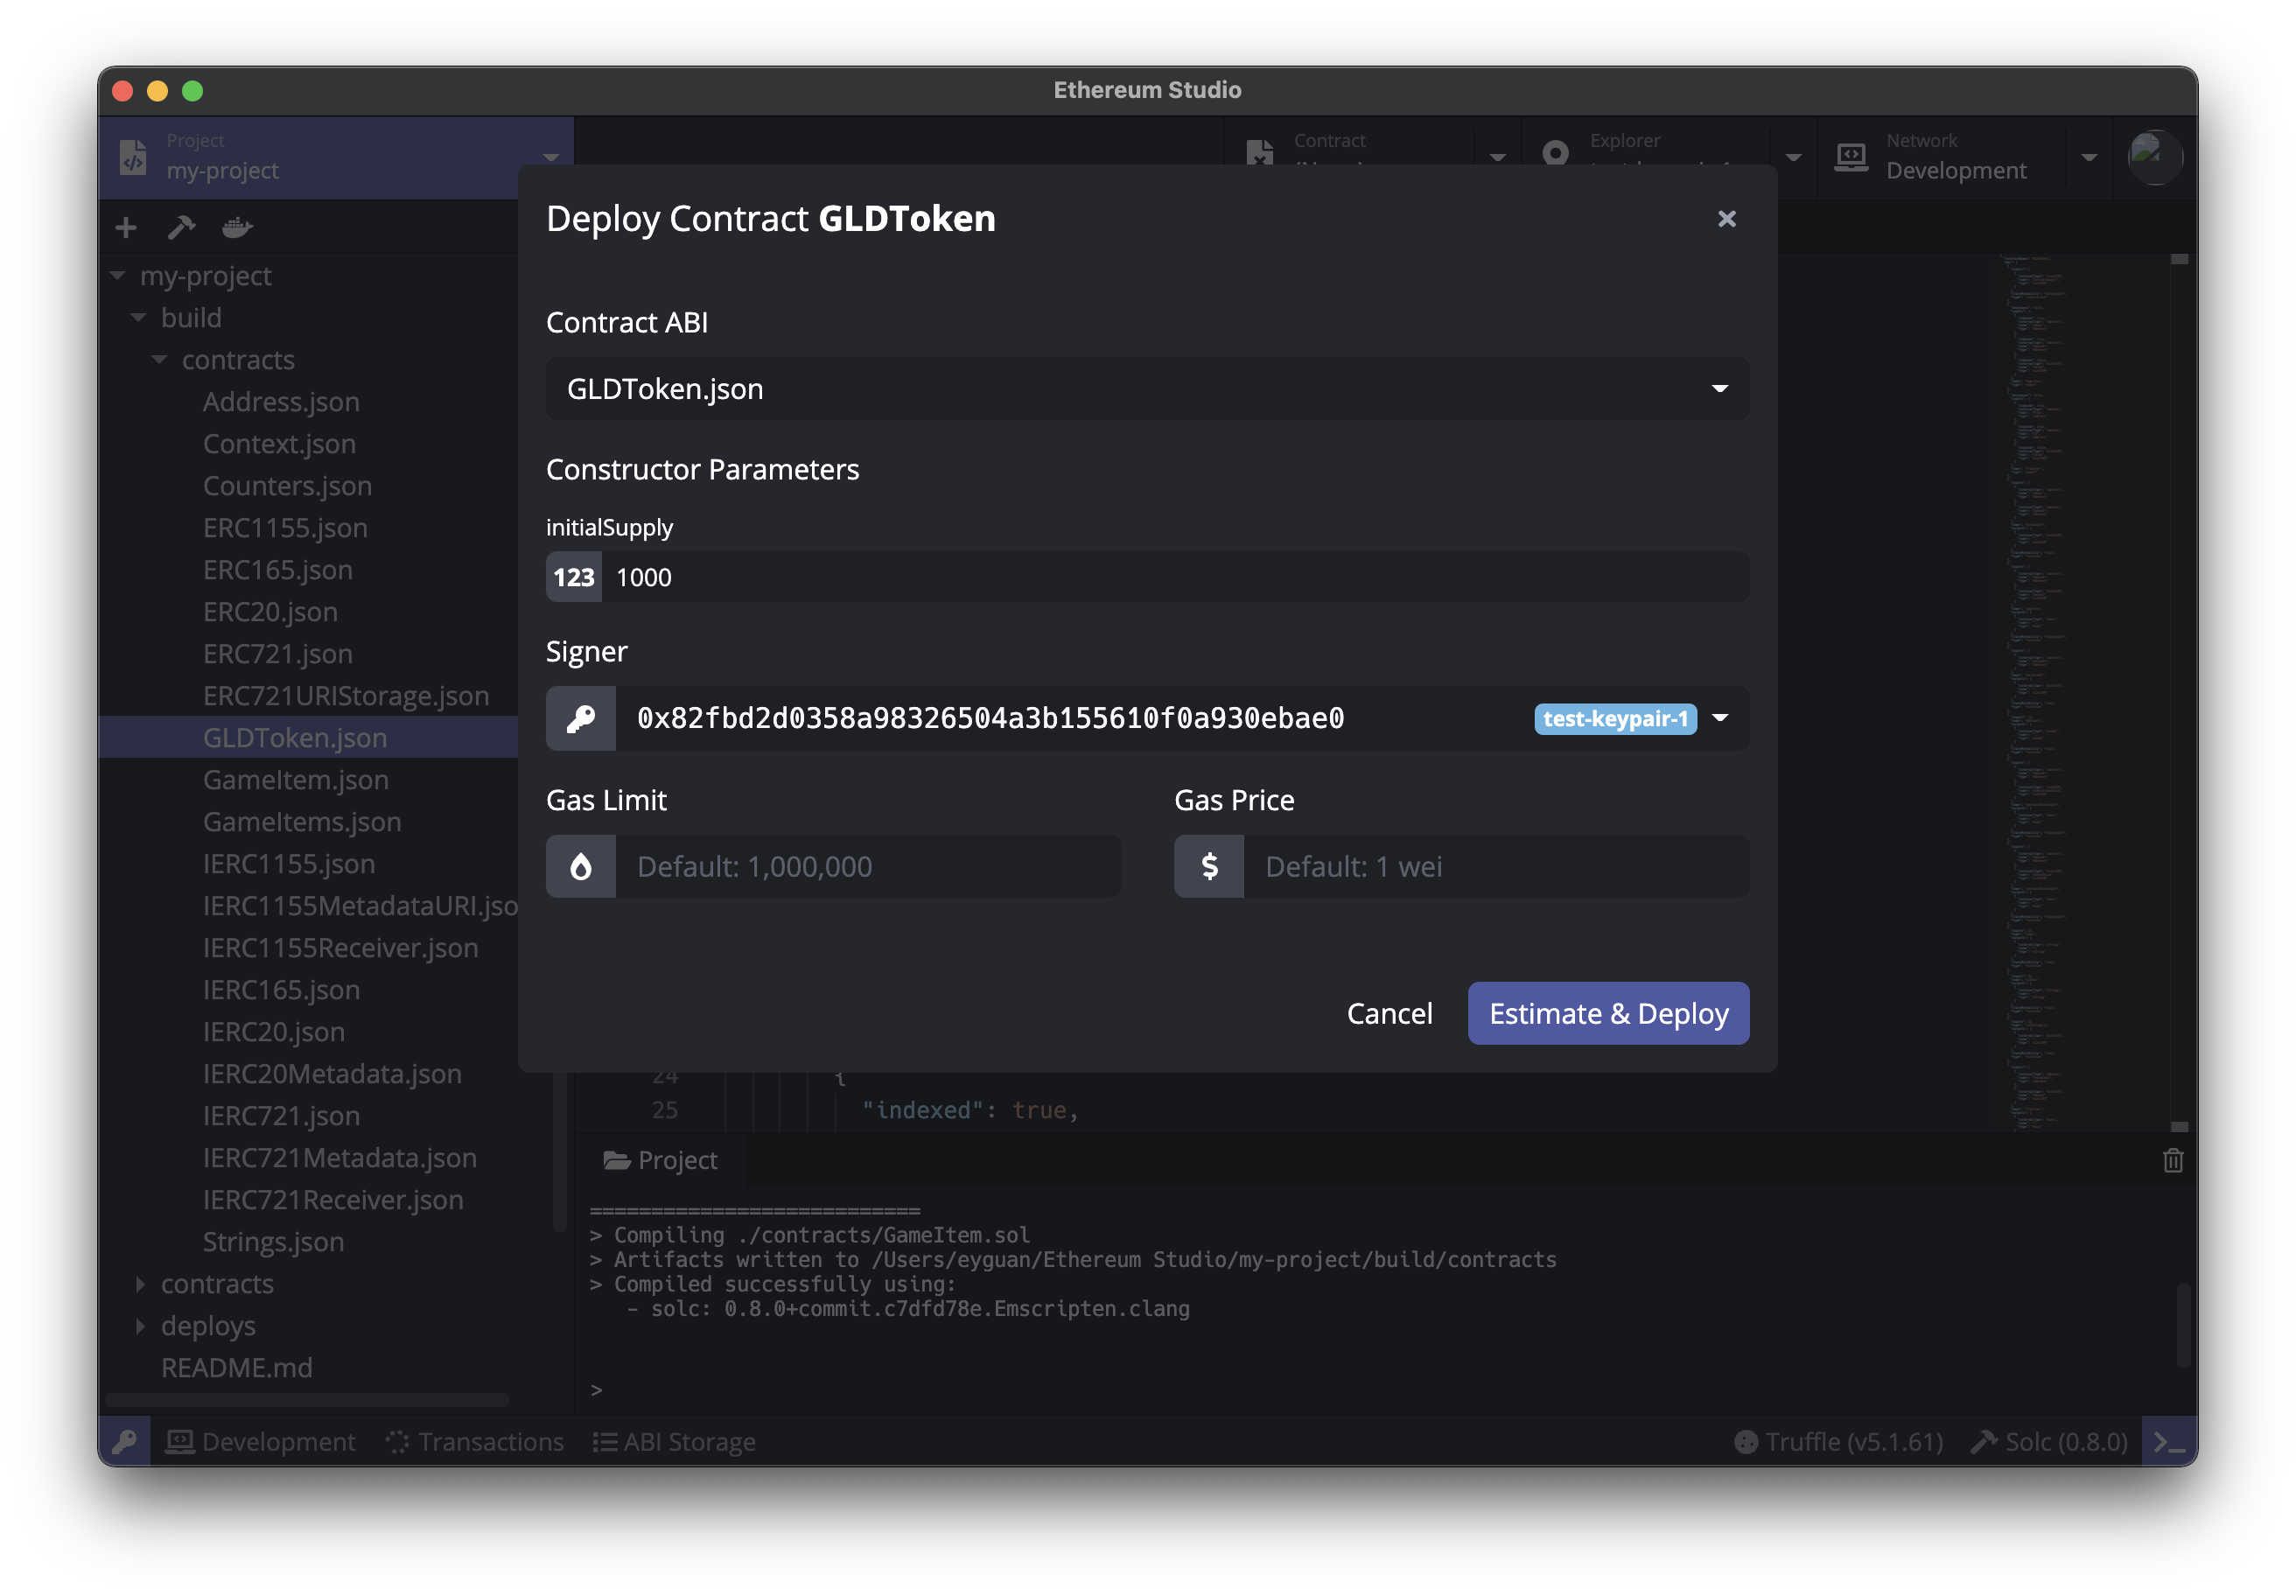 Ethereum Studio
Project
my-project
Contract
Explorer
Network
Development
Deploy Contract GLDToken
Contract ABI
GLDToken.json
Constructor Parameters
initialSupply
123 1000
Signer
0x82fbd2d0358a98326504a3b155610f0a930ebae0 test-keypair-1
Gas Limit
Gas Price
Default: 1,000,000
$ Default: 1 wei
Cancel
Estimate & Deploy
my-project
build
contracts
Address.json
Context.json
Counters.json
ERC1155.json
ERC165.json
ERC20.json
ERC721.json
ERC721URIStorage.json
GLDToken.json
GameItem.json
GameItems.json
IERC1155.json
IERC1155MetadataURI.jso
IERC1155Receiver.json
IERC165.json
IERC20.json
IERC20Metadata.json
IERC721.json
IERC721Metadata.json
IERC721Receiver.json
Strings.json
contracts
deploys
README.md
24 {
25 "indexed": true,
Project
===========================
> Compiling ./contracts/GameItem.sol
> Artifacts written to /Users/eyguan/Ethereum Studio/my-project/build/contracts
> Compiled successfully using:
- solc: 0.8.0+commit.c7dfd78e.Emscripten.clang
>
Development
Transactions
ABI Storage
Truffle (v5.1.61)
Solc (0.8.0)